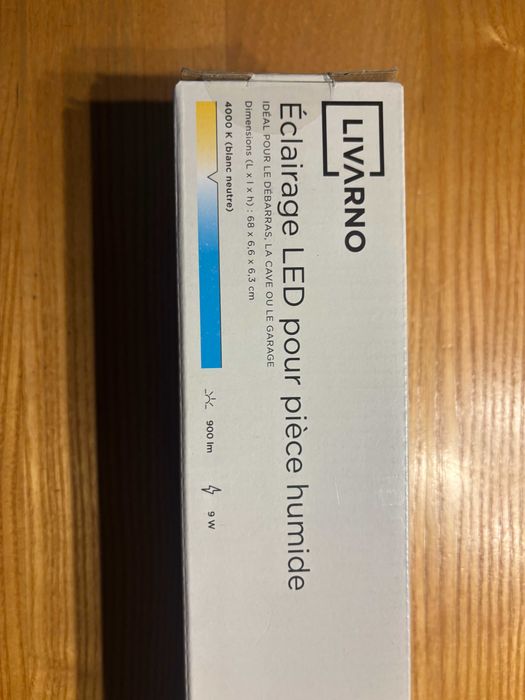 LIVARNO
Éclairage LED pour pièce humide
IDÉAL POUR LE DÉBARRAS, LA CAVE OU LE GARAGE
Dimensions (L x l x h) : 68 x 6,6 x 6,3 cm
4000 K (blanc neutre)
900 lm
9 W